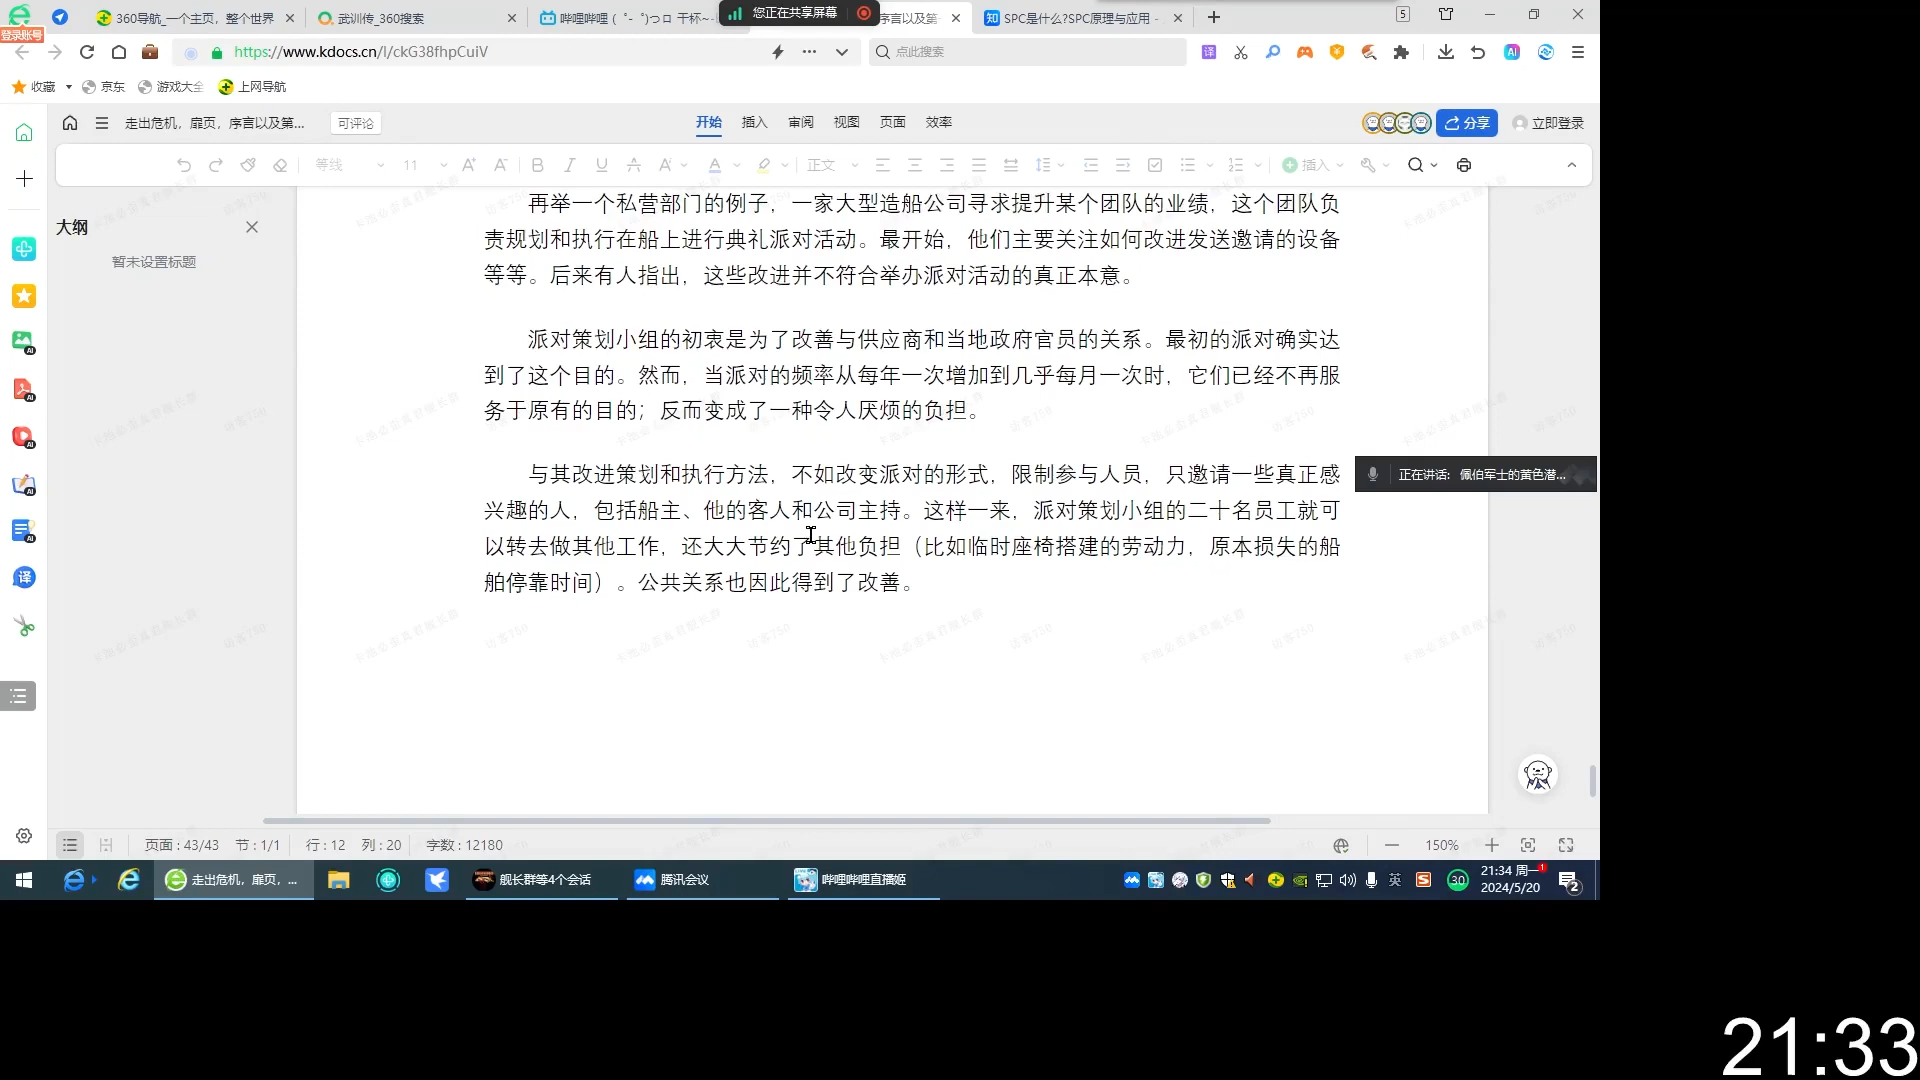 360导航_一个主页，整个世界
武训传_360搜索
哔哩哔哩 ( ゜- ゜)つロ 干杯~-
您正在共享屏幕
序言以及第
SPC是什么?SPC原理与应用 -
5
登录账号
https://www.kdocs.cn/l/ckG38fhpCuiV
点此搜索
译
AI
收藏
京东
游戏大全
上网导航
走出危机，扉页，序言以及第...
可评论
开始
插入
审阅
视图
页面
效率
分享
立即登录
等线
11
正文
插入
大纲
暂未设置标题
再举一个私营部门的例子，一家大型造船公司寻求提升某个团队的业绩，这个团队负
责规划和执行在船上进行典礼派对活动。最开始，他们主要关注如何改进发送邀请的设备
等等。后来有人指出，这些改进并不符合举办派对活动的真正本意。
派对策划小组的初衷是为了改善与供应商和当地政府官员的关系。最初的派对确实达
到了这个目的。然而，当派对的频率从每年一次增加到几乎每月一次时，它们已经不再服
务于原有的目的；反而变成了一种令人厌烦的负担。
与其改进策划和执行方法，不如改变派对的形式，限制参与人员，只邀请一些真正感
兴趣的人，包括船主、他的客人和公司主持。这样一来，派对策划小组的二十名员工就可
以转去做其他工作，还大大节约了其他负担（比如临时座椅搭建的劳动力，原本损失的船
舶停靠时间）。公共关系也因此得到了改善。
正在讲话: 佩伯军士的黄色潜...
访客750
页面 : 43/43
节 : 1/1
行 : 12
列 : 20
字数 : 12180
150%
走出危机，扉页，...
舰长群等4个会话
腾讯会议
哔哩哔哩直播姬
英
30
21:34 周一
2024/5/20
2
21:33